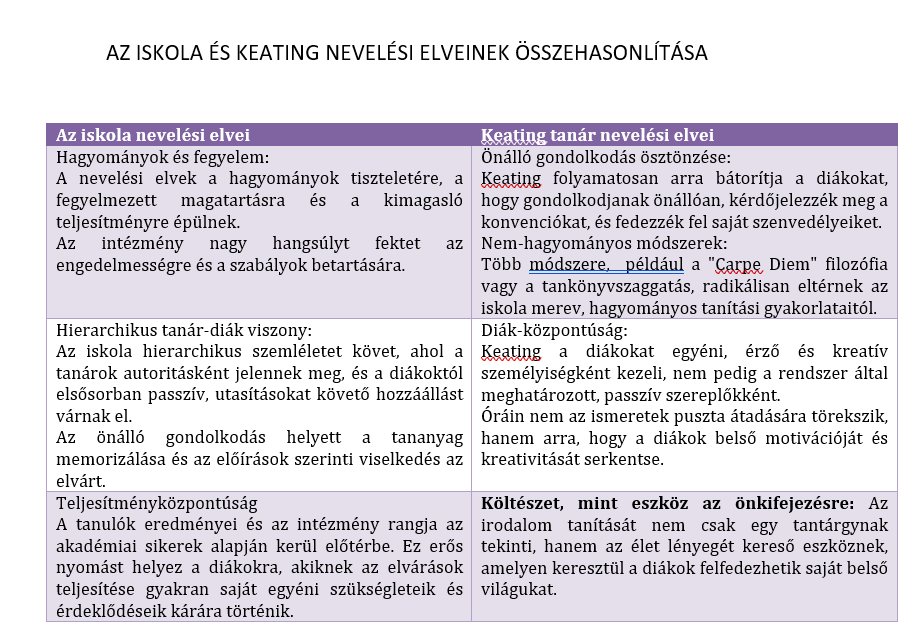 AZ ISKOLA ÉS KEATING NEVELÉSI ELVEINEK ÖSSZEHASONLÍTÁSA
Az iskola nevelési elvei
Keating tanár nevelési elvei
Hagyományok és fegyelem:
A nevelési elvek a hagyományok tiszteletére, a
fegyelmezett magatartásra és a kimagasló
teljesítményre épülnek.
Az intézmény nagy hangsúlyt fektet az
engedelmességre és a szabályok betartására.
Önálló gondolkodás ösztönzése:
Keating folyamatosan arra bátorítja a diákokat,
hogy gondolkodjanak önállóan, kérdőjelezzék meg a
konvenciókat, és fedezzék fel saját szenvedélyeiket.
Nem-hagyományos módszerek:
Több módszere, például a "Carpe Diem" filozófia
vagy a tankönyvszaggatás, radikálisan eltérnek az
iskola merev, hagyományos tanítási gyakorlataitól.
Hierarchikus tanár-diák viszony:
Az iskola hierarchikus szemléletet követ, ahol a
tanárok autoritásként jelennek meg, és a diákoktól
elsősorban passzív, utasításokat követő hozzáállást
várnak el.
Az önálló gondolkodás helyett a tananyag
memorizálása és az előírások szerinti viselkedés az
elvárt.
Diák-központúság:
Keating a diákokat egyéni, érző és kreatív
személyiségként kezeli, nem pedig a rendszer által
meghatározott, passzív szereplőkként.
Óráin nem az ismeretek puszta átadására törekszik,
hanem arra, hogy a diákok belső motivációját és
kreativitását serkentse.
Teljesítményközpontúság
A tanulók eredményei és az intézmény rangja az
akadémiai sikerek alapján kerül előtérbe. Ez erős
nyomást helyez a diákokra, akiknek az elvárások
teljesítése gyakran saját egyéni szükségleteik és
érdeklődéseik kárára történik.
Költészet, mint eszköz az önkifejezésre: Az
irodalom tanítását nem csak egy tantárgynak
tekinti, hanem az élet lényegét kereső eszköznek,
amelyen keresztül a diákok felfedezhetik saját belső
világukat.